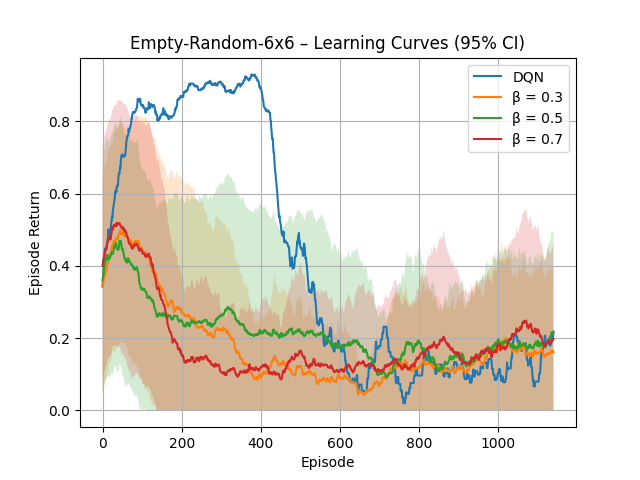 Empty-Random-6x6 – Learning Curves (95% CI)
DQN
β = 0.3
β = 0.5
β = 0.7
Episode Return
0.8
0.6
0.4
0.2
0.0
0 200 400 600 800 1000
Episode